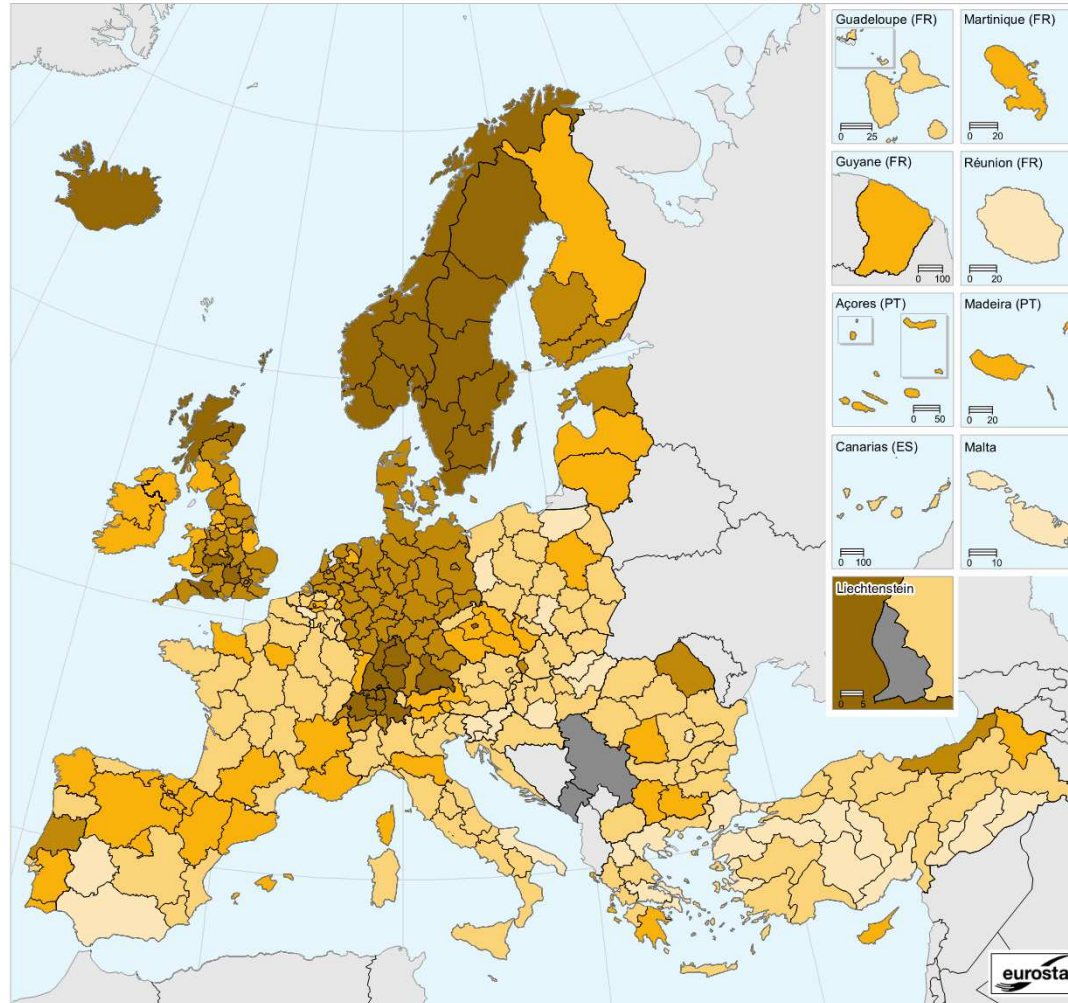 Guadeloupe (FR)
0 25
Martinique (FR)
0 20
Guyane (FR)
0 100
Réunion (FR)
0 20
Açores (PT)
0 50
Madeira (PT)
0 20
Canarias (ES)
0 100
Malta
0 10
Liechtenstein
0 5
eurosta